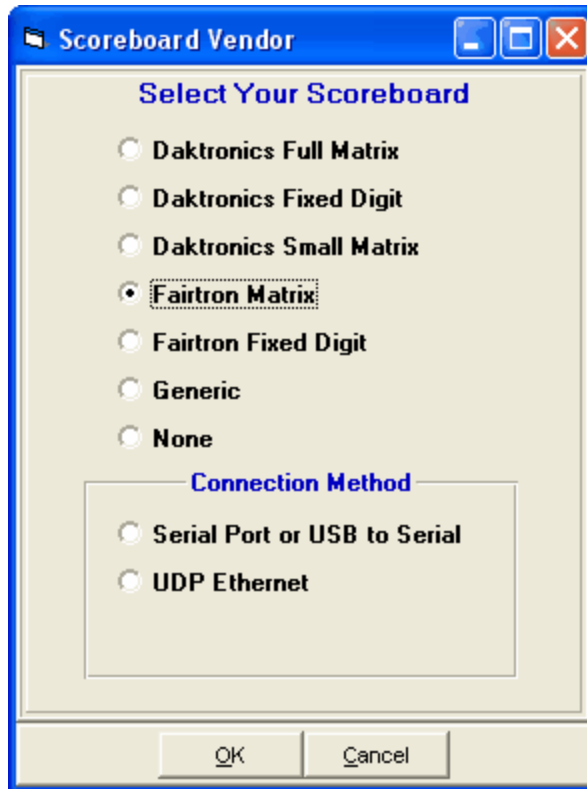 Scoreboard Vendor
Select Your Scoreboard
Daktronics Full Matrix
Daktronics Fixed Digit
Daktronics Small Matrix
Fairtron Matrix
Fairtron Fixed Digit
Generic
None
Connection Method
Serial Port or USB to Serial
UDP Ethernet
OK Cancel